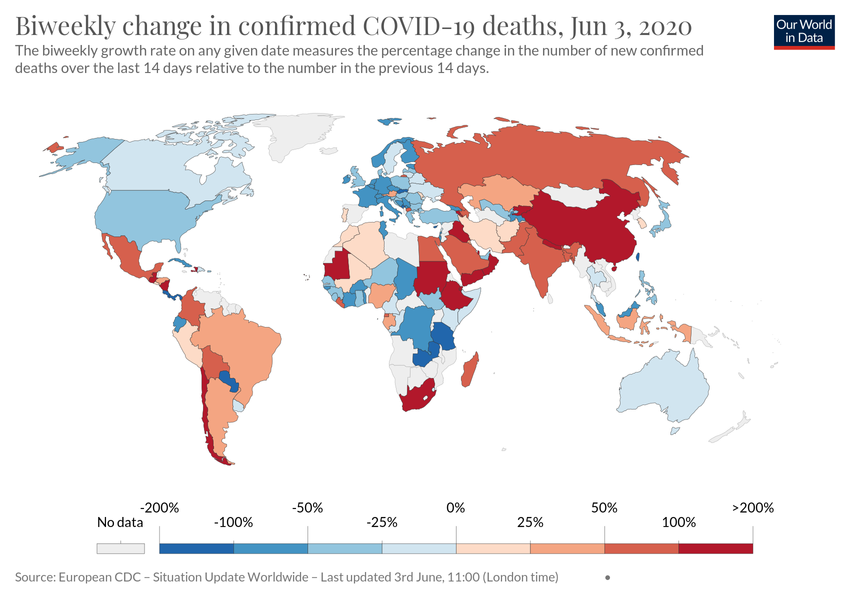 Biweekly change in confirmed COVID-19 deaths, Jun 3, 2020
Our World
in Data
The biweekly growth rate on any given date measures the percentage change in the number of new confirmed
deaths over the last 14 days relative to the number in the previous 14 days.
-200% -50% 0% 50% >200%
No data -100% -25% 25% 100%
Source: European CDC – Situation Update Worldwide – Last updated 3rd June, 11:00 (London time) •